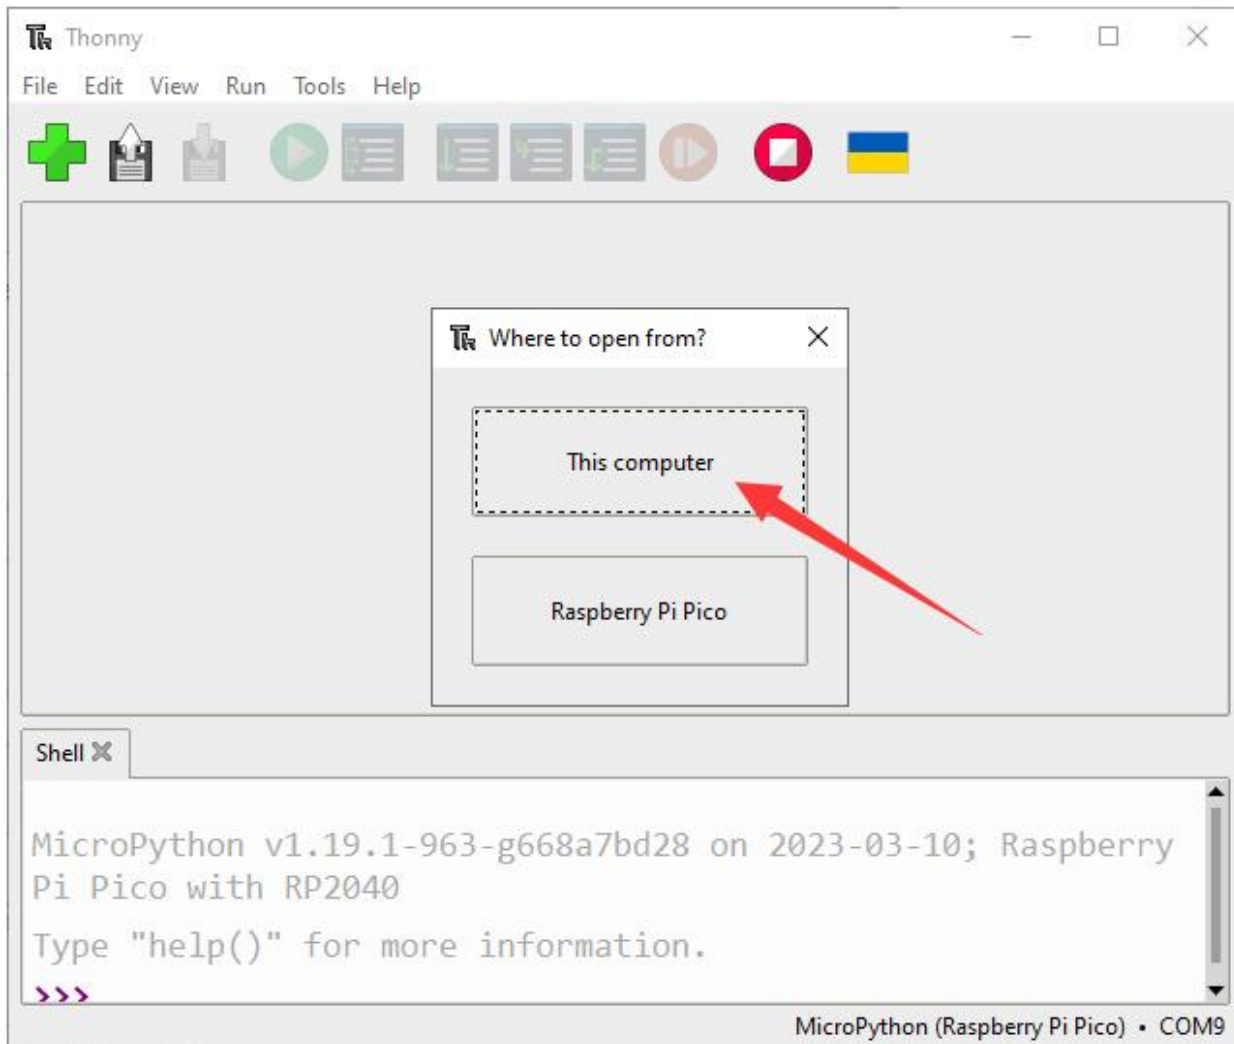 Thonny
File Edit View Run Tools Help
Where to open from?
This computer
Raspberry Pi Pico
Shell
MicroPython v1.19.1-963-g668a7bd28 on 2023-03-10; Raspberry
Pi Pico with RP2040
Type "help()" for more information.
>>>
MicroPython (Raspberry Pi Pico) • COM9